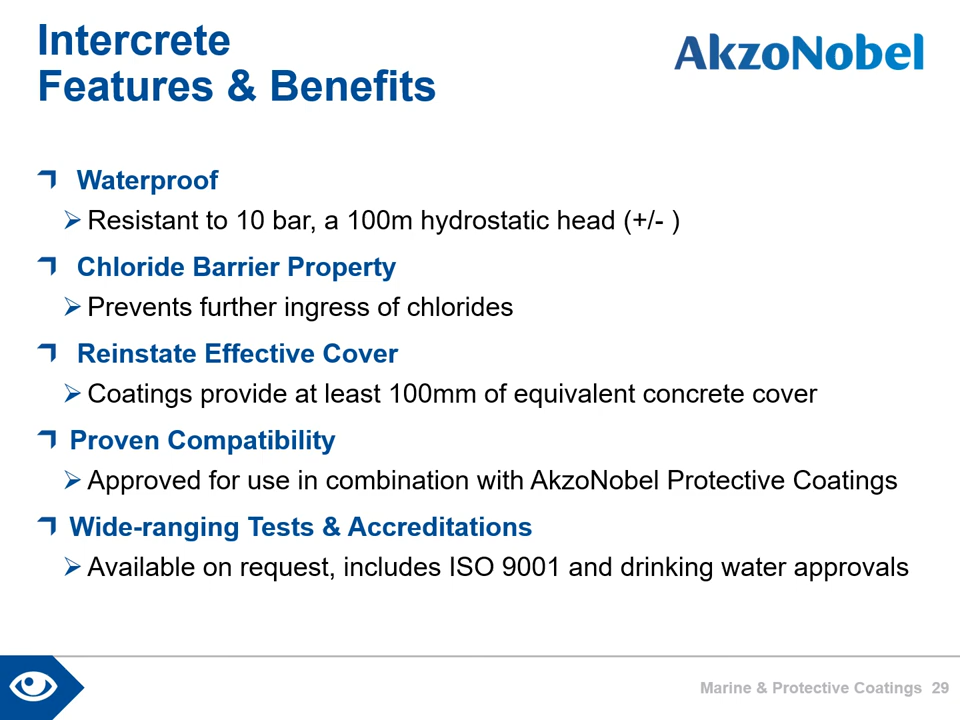 Intercrete
Features & Benefits
AkzoNobel
Waterproof
Resistant to 10 bar, a 100m hydrostatic head (+/- )
Chloride Barrier Property
Prevents further ingress of chlorides
Reinstate Effective Cover
Coatings provide at least 100mm of equivalent concrete cover
Proven Compatibility
Approved for use in combination with AkzoNobel Protective Coatings
Wide-ranging Tests & Accreditations
Available on request, includes ISO 9001 and drinking water approvals
Marine & Protective Coatings 29